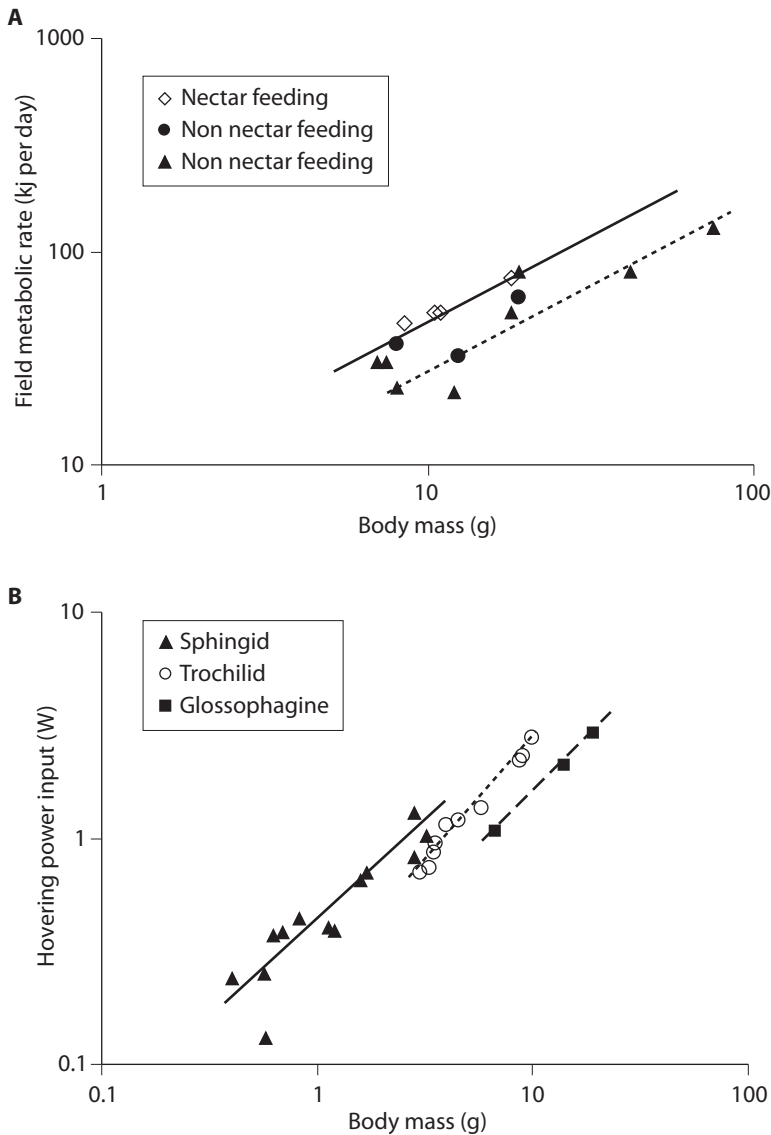 A
1000
100
10
Field metabolic rate (kj per day)
Nectar feeding
Non nectar feeding
Non nectar feeding
1
10
100
Body mass (g)
B
10
1
0.1
Hovering power input (W)
Sphingid
Trochilid
Glossophagine
0.1
1
10
100
Body mass (g)